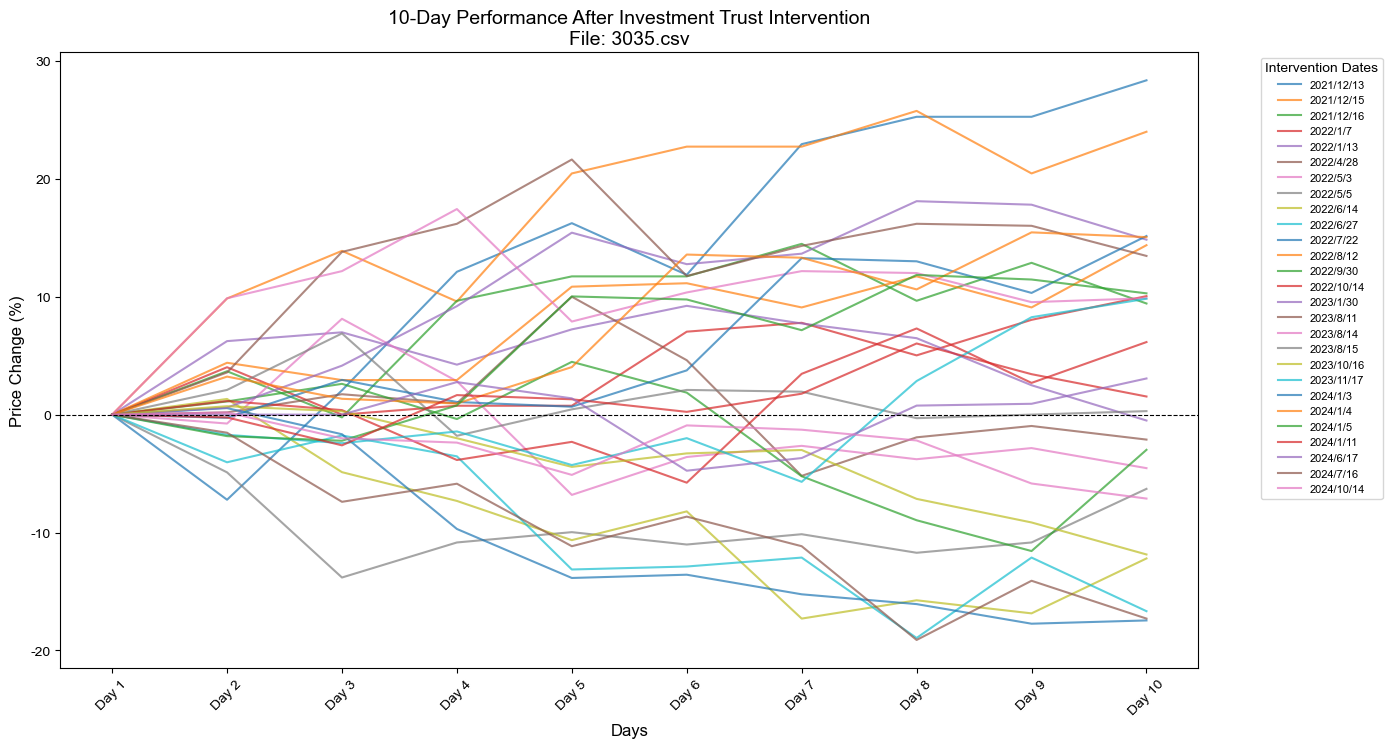 10-Day Performance After Investment Trust Intervention
File: 3035.csv
Price Change (%)
30
20
10
0
-10
-20
Day 1
Day 2
Day 3
Day 4
Day 5
Day 6
Day 7
Day 8
Day 9
Day 10
Days
Intervention Dates
2021/12/13
2021/12/15
2021/12/16
2022/1/7
2022/1/13
2022/4/28
2022/5/3
2022/5/5
2022/6/14
2022/6/27
2022/7/22
2022/8/12
2022/9/30
2022/10/14
2023/1/30
2023/8/11
2023/8/14
2023/8/15
2023/10/16
2023/11/17
2024/1/3
2024/1/4
2024/1/5
2024/1/11
2024/6/17
2024/7/16
2024/10/14